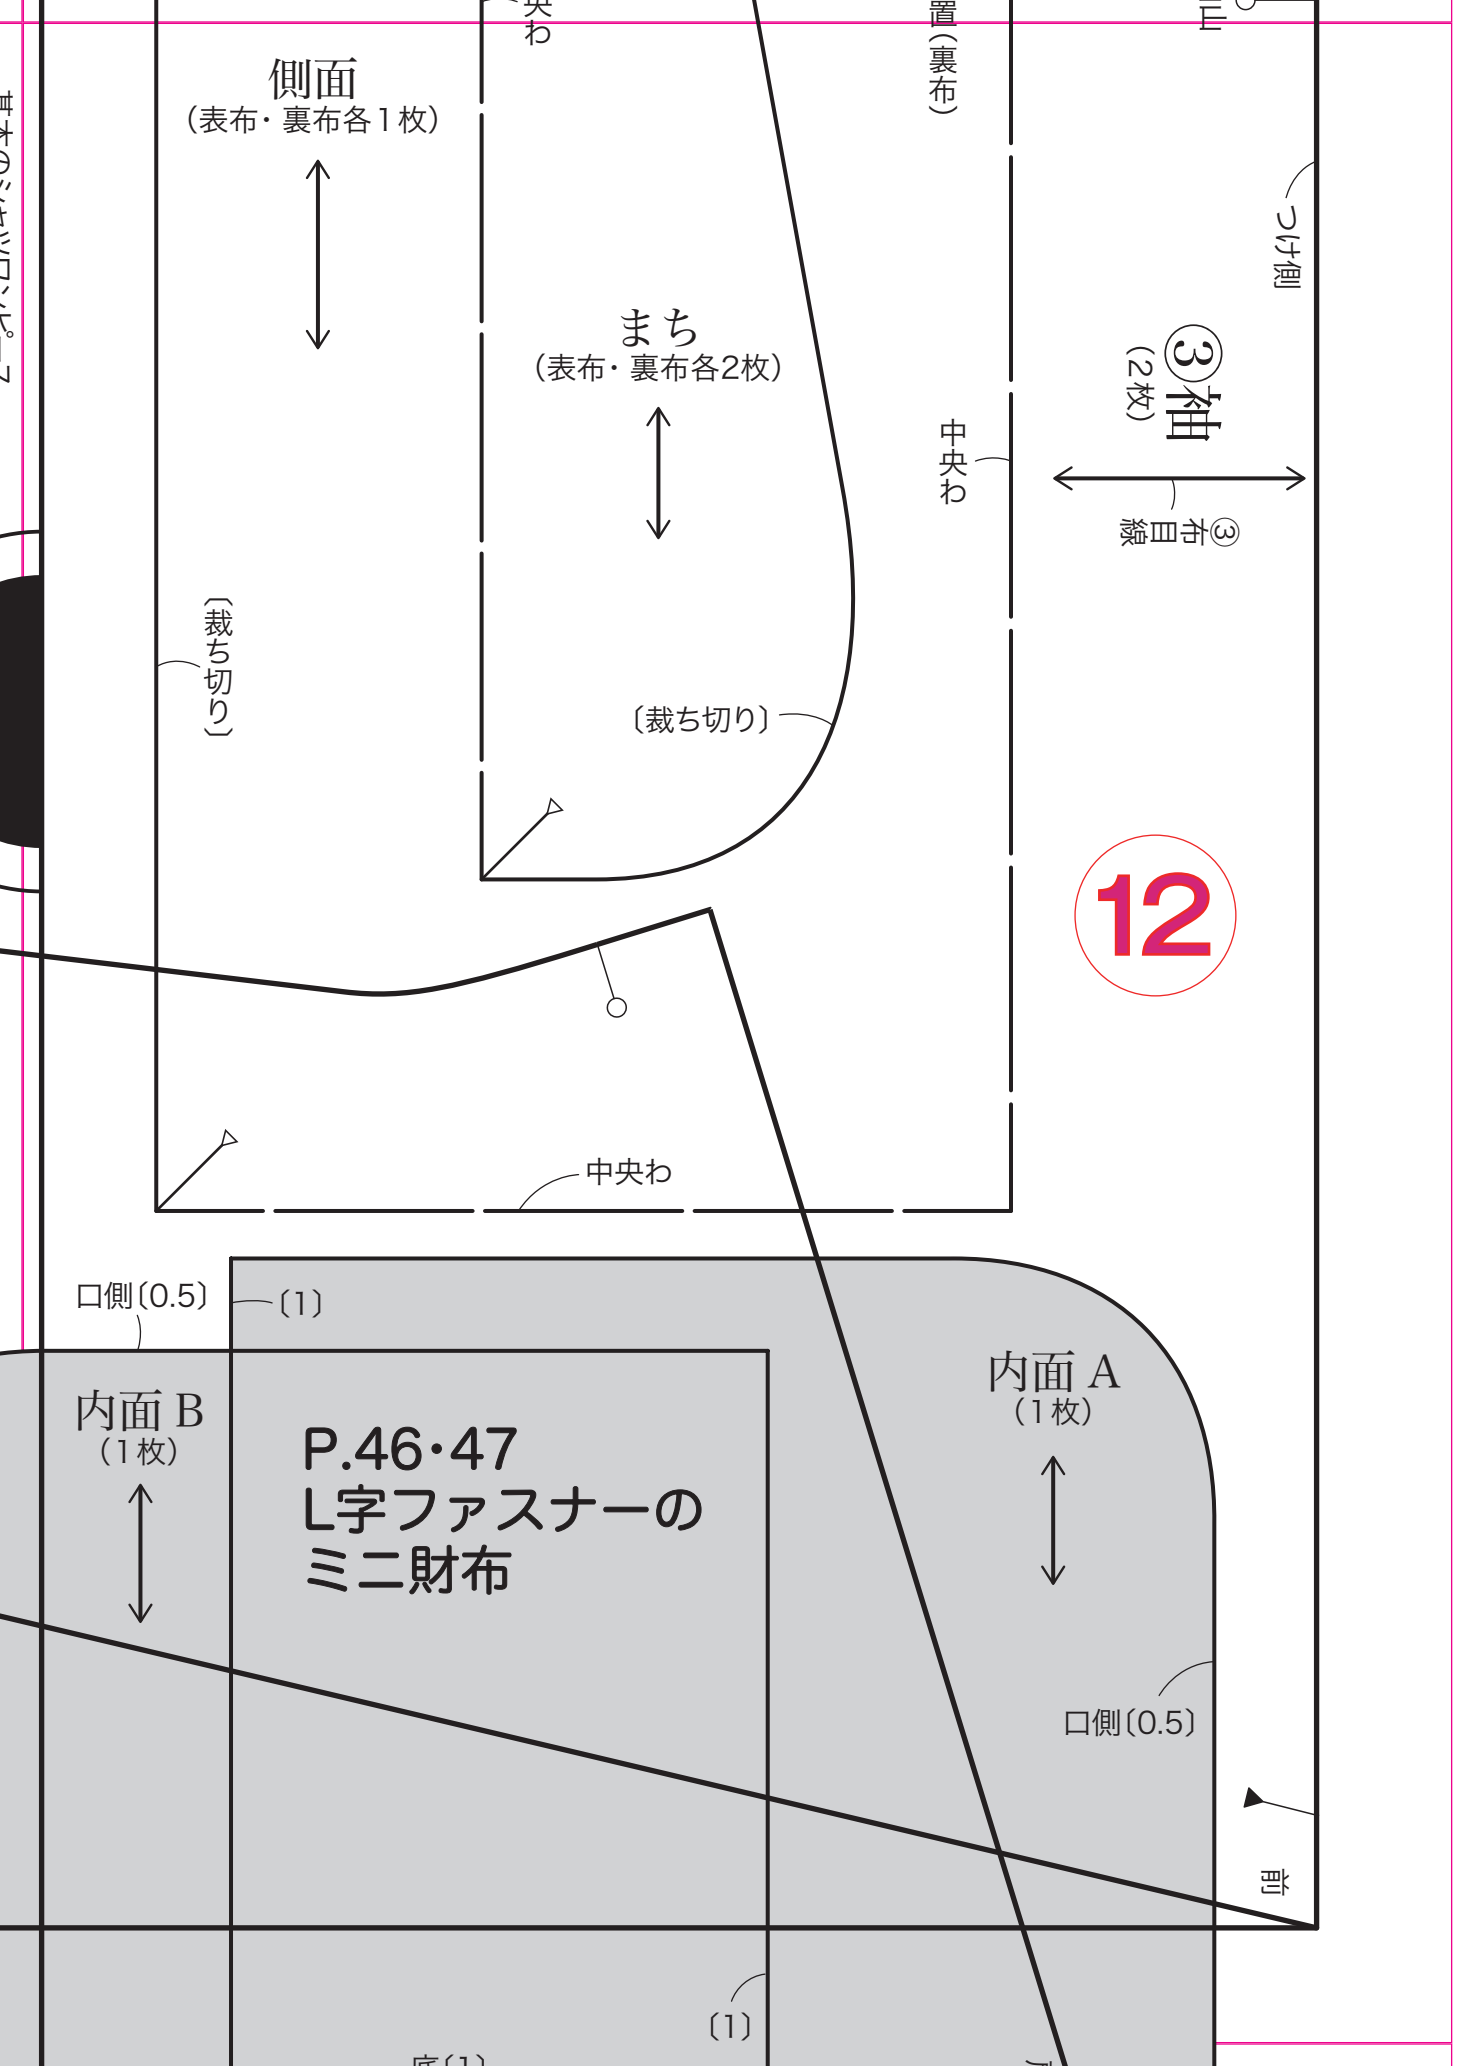 央わ
置(裏布)
側面
(表布・裏布各1枚)
つけ側
まち
(表布・裏布各2枚)
③袖
(2枚)
中央わ
③布目線
〔裁ち切り〕
〔裁ち切り〕
12
中央わ
口側〔0.5〕
〔1〕
内面 A
(1枚)
内面 B
(1枚)
P.46・47
L字ファスナーの
ミニ財布
口側〔0.5〕
前
〔1〕
底〔1〕